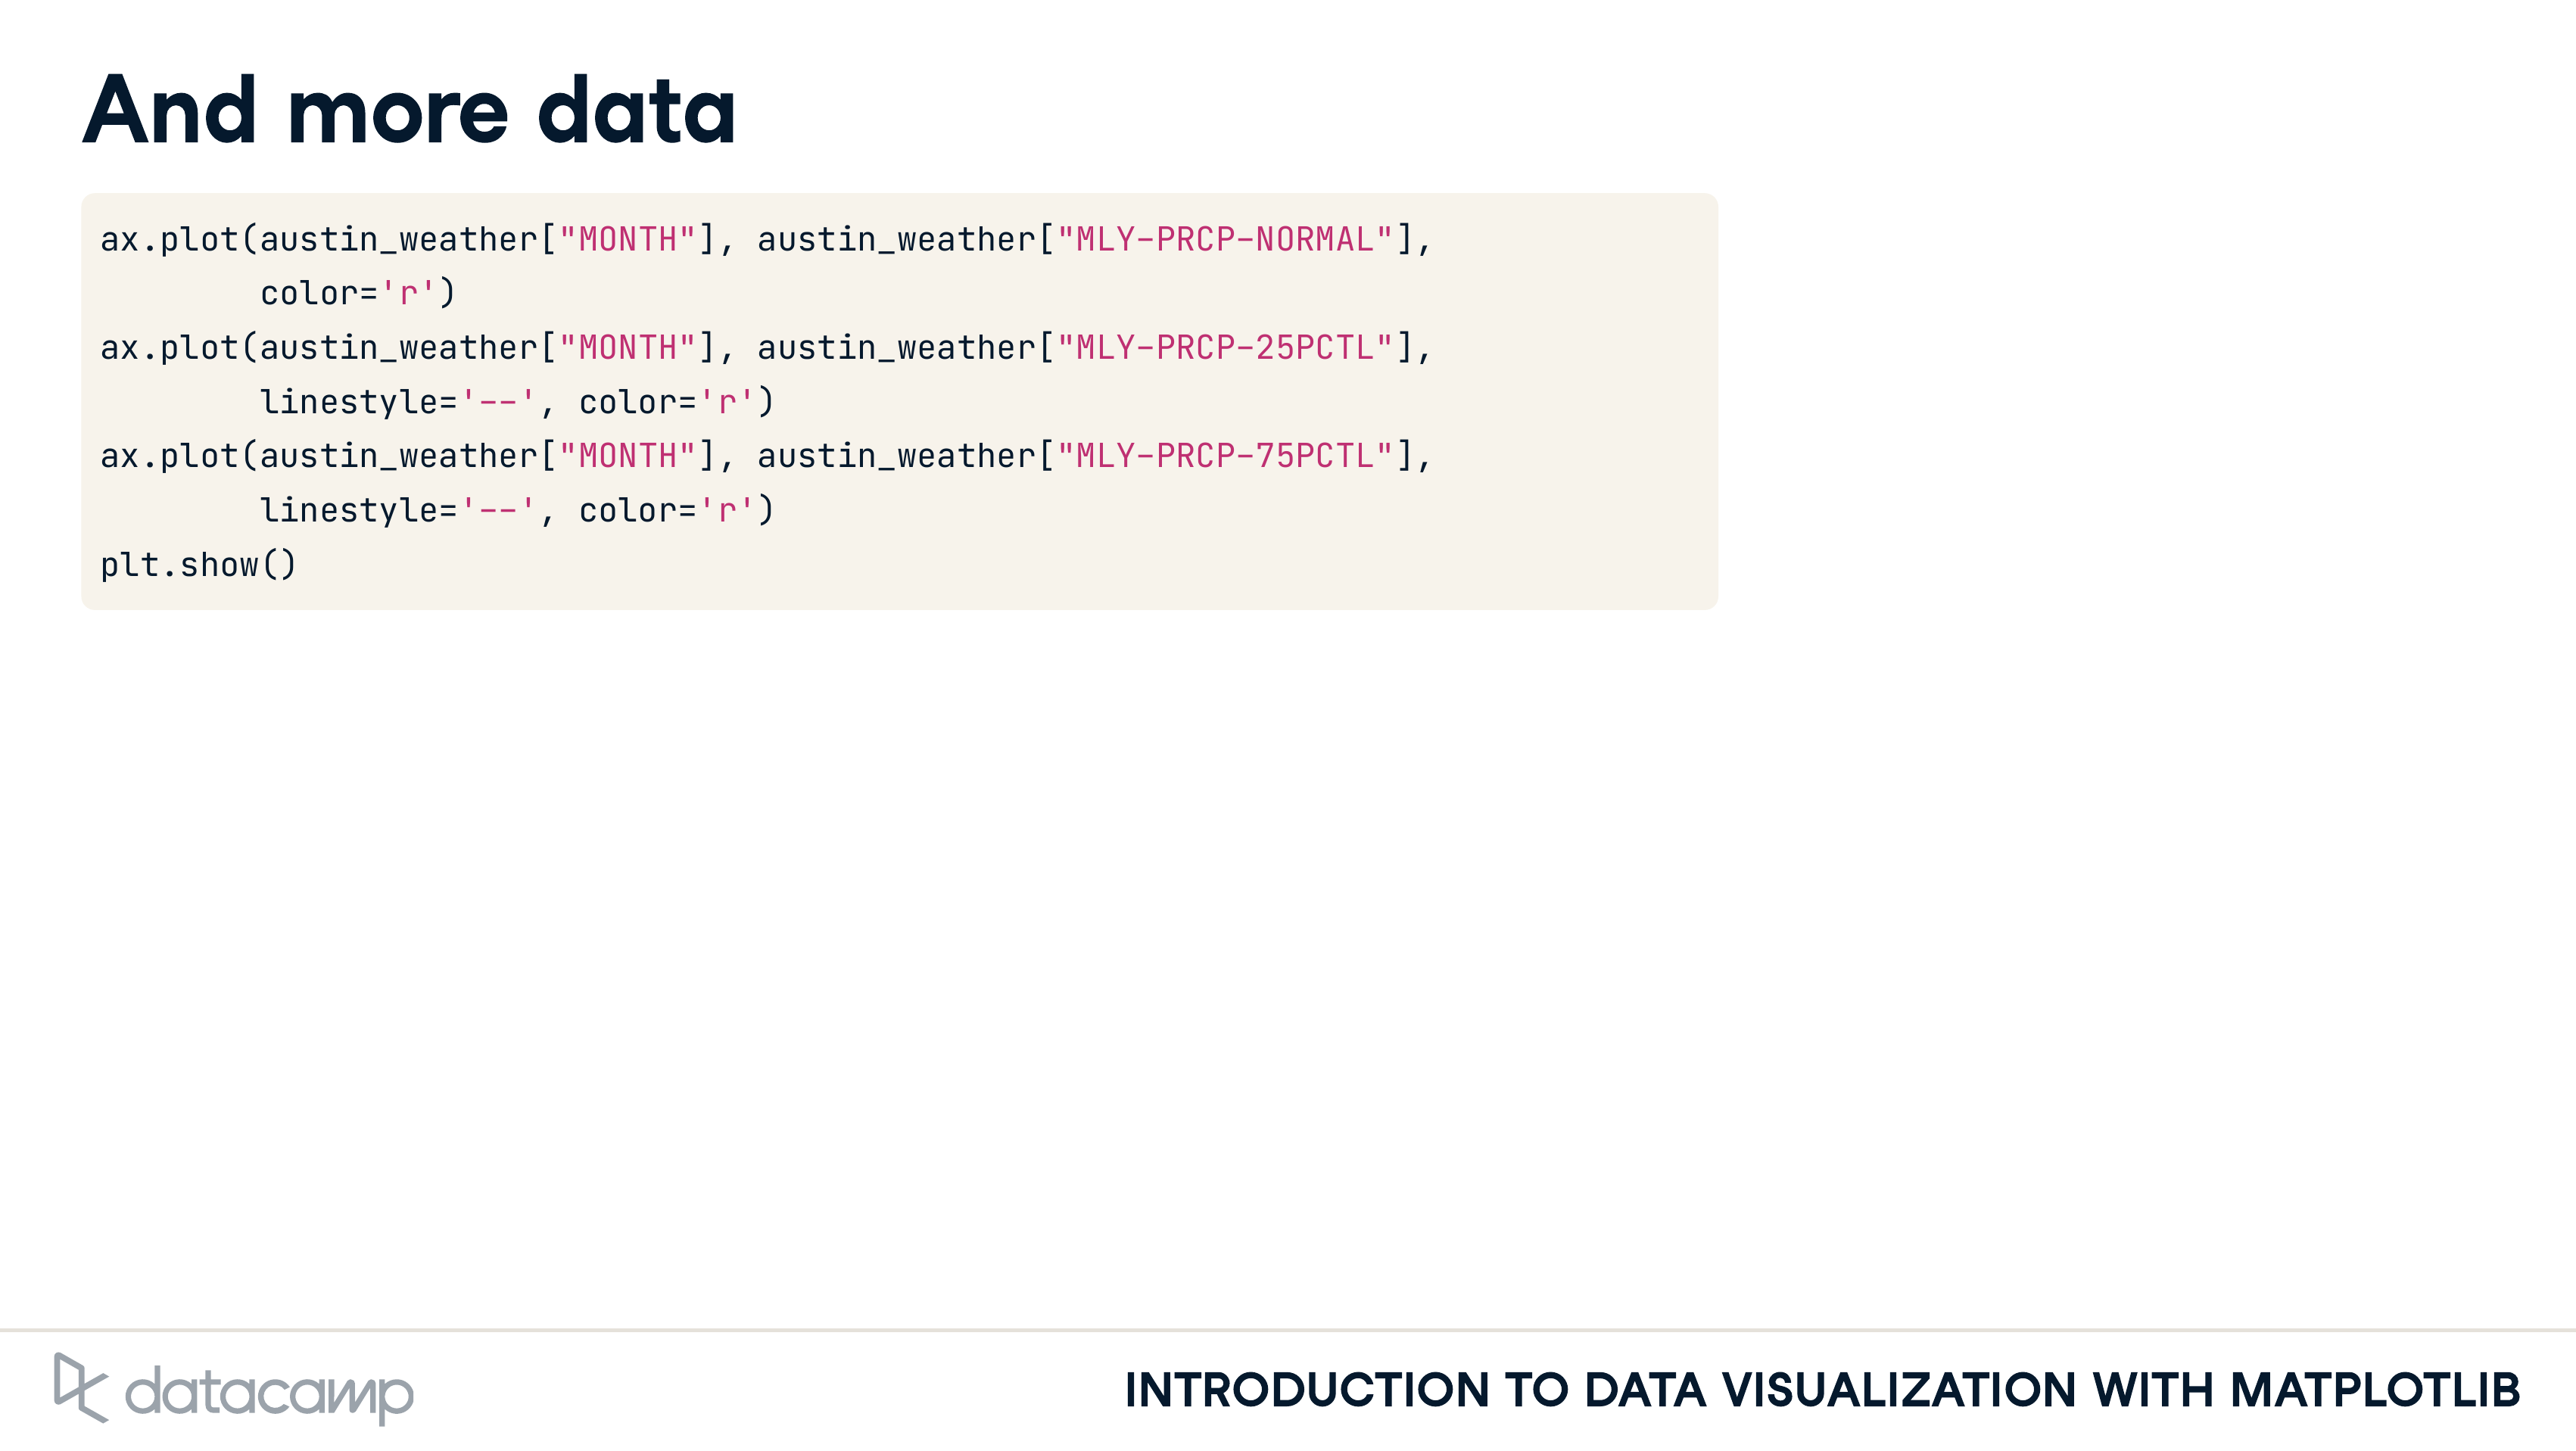 And more data
ax.plot(austin_weather["MONTH"], austin_weather["MLY-PRCP-NORMAL"],
        color='r')
ax.plot(austin_weather["MONTH"], austin_weather["MLY-PRCP-25PCTL"],
        linestyle='--', color='r')
ax.plot(austin_weather["MONTH"], austin_weather["MLY-PRCP-75PCTL"],
        linestyle='--', color='r')
plt.show()
datacamp
INTRODUCTION TO DATA VISUALIZATION WITH MATPLOTLIB